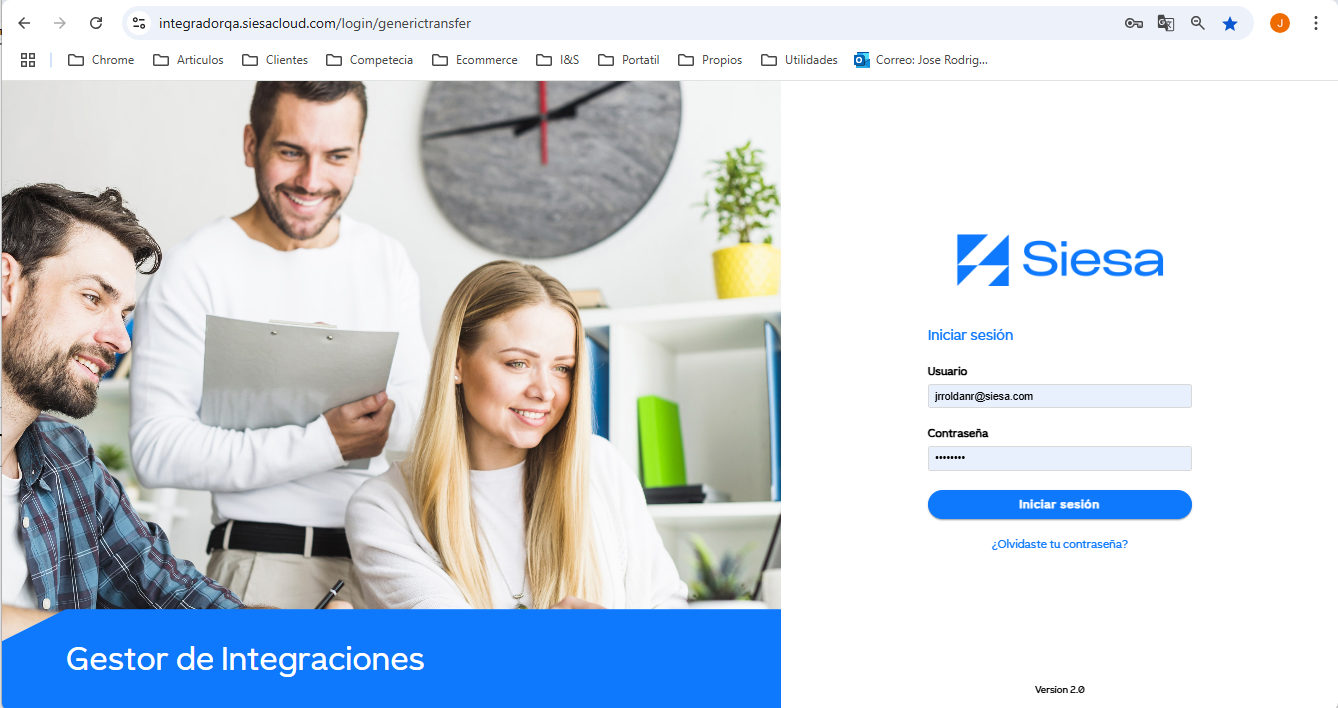 integradorqa.siesacloud.com/login/generictransfer
J
Chrome Articulos Clientes Competecia Ecommerce I&S Portatil Propios Utilidades Correo: Jose Rodrig...
Siesa
Iniciar sesión
Usuario
jrroldanr@siesa.com
Contraseña
••••••••
Iniciar sesión
¿Olvidaste tu contraseña?
Gestor de Integraciones
Version 2.0